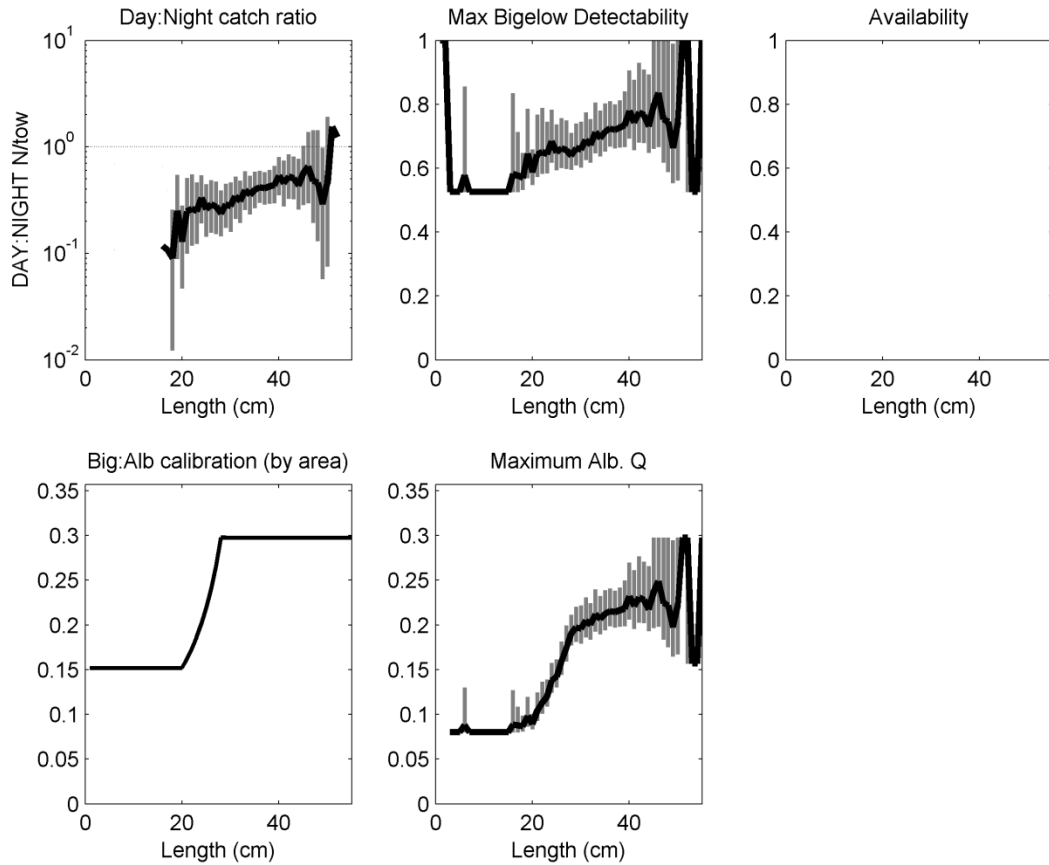 Day:Night catch ratio
Max Bigelow Detectability
Availability
DAY:NIGHT N/tow
10^1
10^0
10^-1
10^-2
0 20 40
Length (cm)
1
0.8
0.6
0.4
0.2
0
0 20 40
Length (cm)
1
0.8
0.6
0.4
0.2
0
0 20 40
Length (cm)
Big:Alb calibration (by area)
Maximum Alb. Q
0.35
0.3
0.25
0.2
0.15
0.1
0.05
0
0 20 40
Length (cm)
0.35
0.3
0.25
0.2
0.15
0.1
0.05
0
0 20 40
Length (cm)